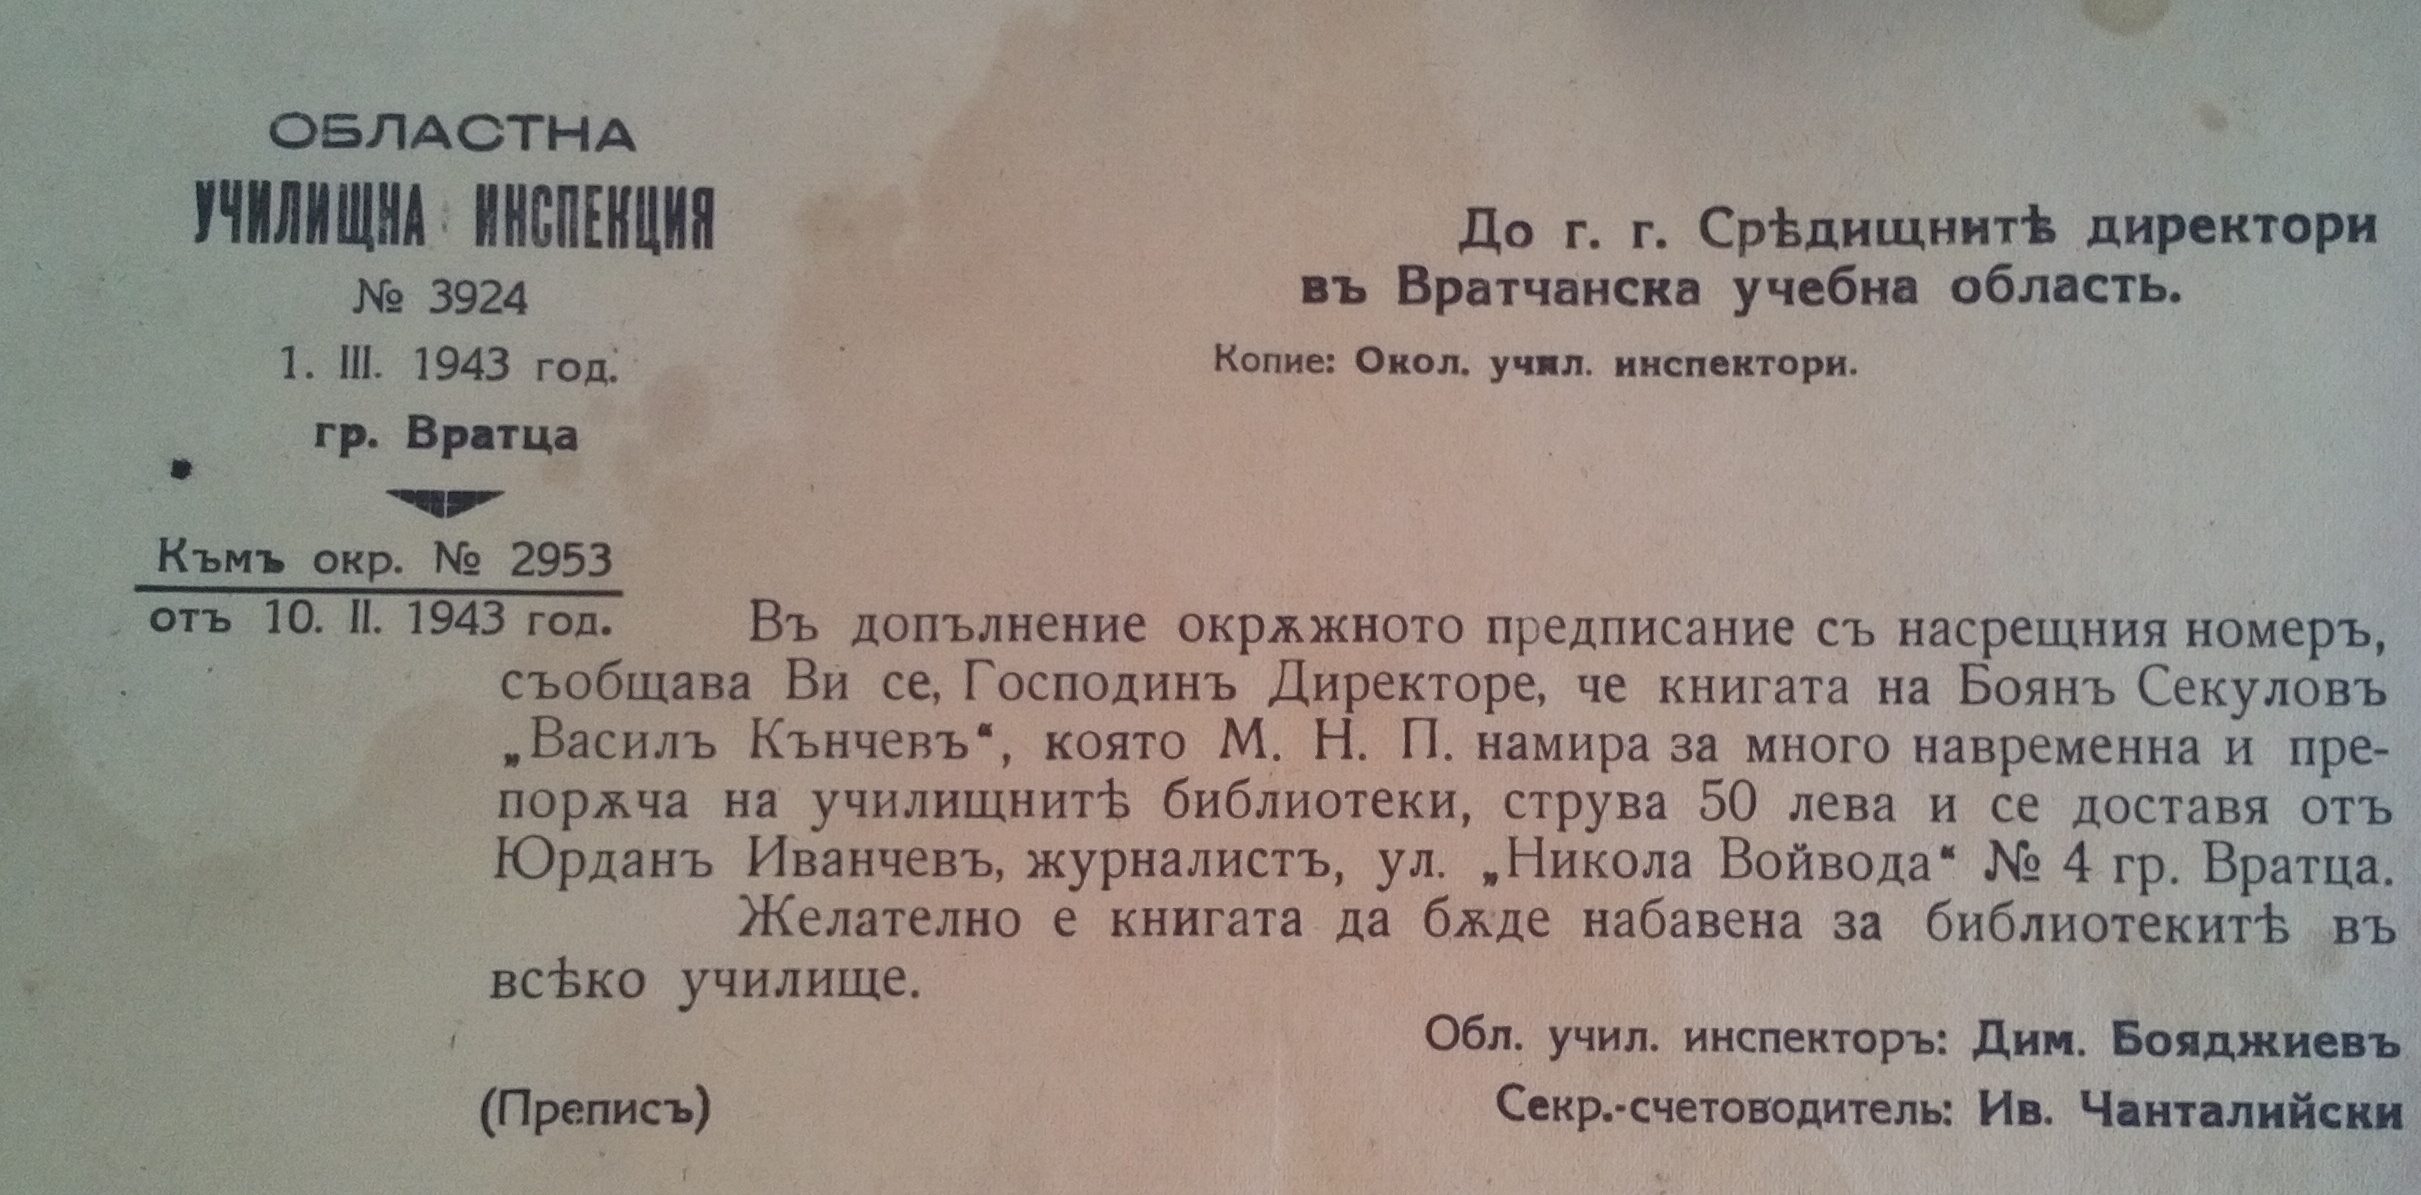 ОБЛАСТНА
УЧИЛИЩНА ИНСПЕКЦИЯ
№ 3924
1. III. 1943 год.
гр. Вратца
До г. г. Срѣдищнитѣ директори
въ Вратчанска учебна область.
Копие: Окол. учил. инспектори.
Къмъ окр. № 2953
отъ 10. II. 1943 год.
Въ допълнение окрѫжното предписание съ насрещния номеръ,
съобщава Ви се, Господинъ Директоре, че книгата на Боянъ Секуловъ
„Василъ Кънчевъ“, която М. Н. П. намира за много навременна и пре-
порѫча на училищнитѣ библиотеки, струва 50 лева и се доставя отъ
Юрданъ Иванчевъ, журналистъ, ул. „Никола Войвода“ № 4 гр. Вратца.
Желателно е книгата да бѫде набавена за библиотекитѣ въ
всѣко училище.
Обл. учил. инспекторъ: Дим. Бояджиевъ
(Преписъ)
Секр.-счетоводитель: Ив. Чанталийски